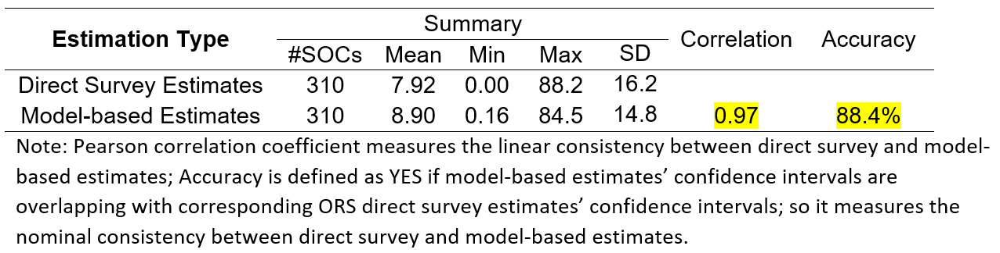 Estimation Type Summary Correlation Accuracy
#SOCs Mean Min Max SD
Direct Survey Estimates 310 7.92 0.00 88.2 16.2
Model-based Estimates 310 8.90 0.16 84.5 14.8 0.97 88.4%
Note: Pearson correlation coefficient measures the linear consistency between direct survey and model-
based estimates; Accuracy is defined as YES if model-based estimates’ confidence intervals are
overlapping with corresponding ORS direct survey estimates’ confidence intervals; so it measures the
nominal consistency between direct survey and model-based estimates.